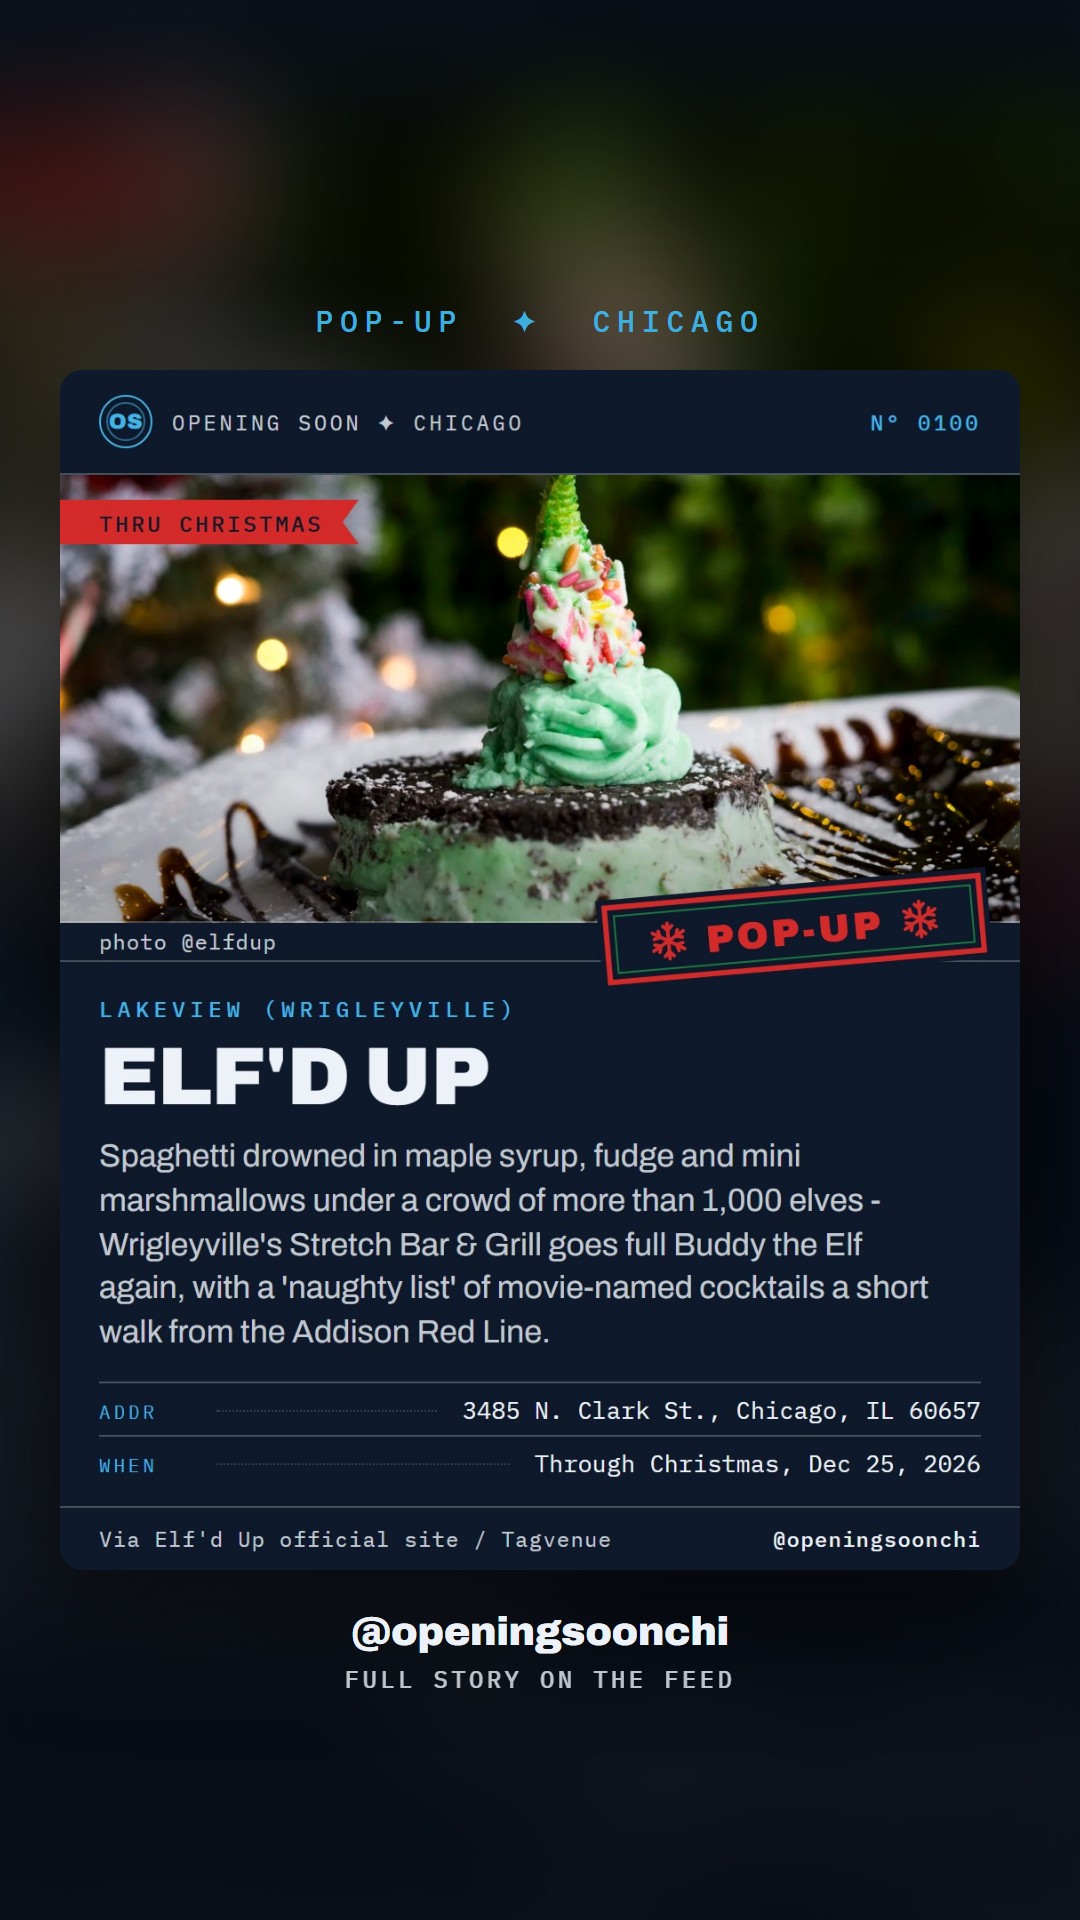 POP-UP ✦ CHICAGO
OS OPENING SOON ✦ CHICAGO N° 0100
THRU CHRISTMAS
POP-UP
photo @elfdup
LAKEVIEW (WRIGLEYVILLE)
ELF'D UP
Spaghetti drowned in maple syrup, fudge and mini
marshmallows under a crowd of more than 1,000 elves -
Wrigleyville's Stretch Bar & Grill goes full Buddy the Elf
again, with a 'naughty list' of movie-named cocktails a short
walk from the Addison Red Line.
ADDR 3485 N. Clark St., Chicago, IL 60657
WHEN Through Christmas, Dec 25, 2026
Via Elf'd Up official site / Tagvenue @openingsoonchi
@openingsoonchi
FULL STORY ON THE FEED